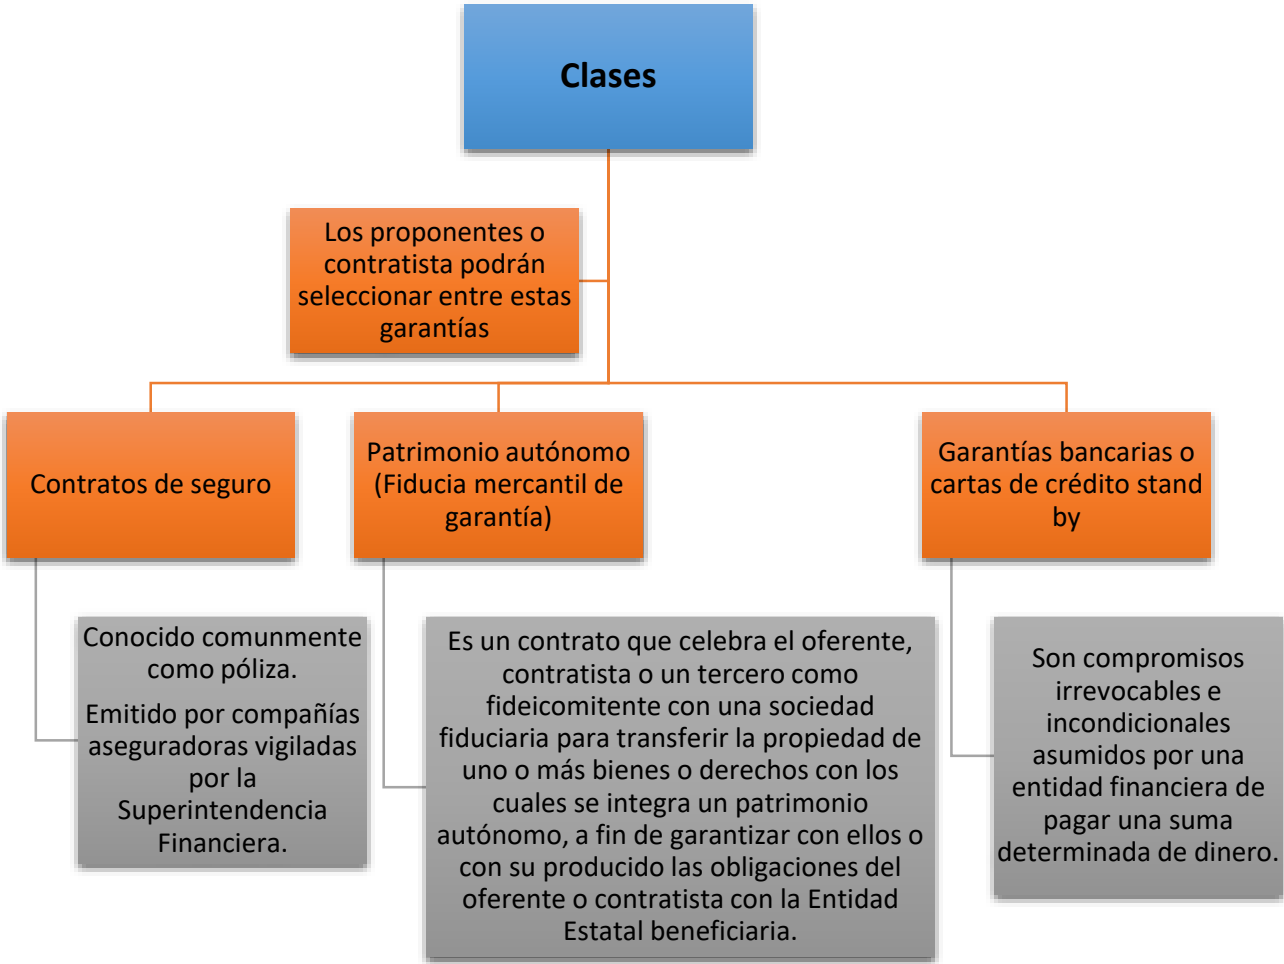 Clases
Los proponentes o
contratista podrán
seleccionar entre estas
garantías
Contratos de seguro
Patrimonio autónomo
(Fiducia mercantil de
garantía)
Garantías bancarias o
cartas de crédito stand
by
Conocido comunmente
como póliza.
Emitido por compañías
aseguradoras vigiladas
por la
Superintendencia
Financiera.
Es un contrato que celebra el oferente,
contratista o un tercero como
fideicomitente con una sociedad
fiduciaria para transferir la propiedad de
uno o más bienes o derechos con los
cuales se integra un patrimonio
autónomo, a fin de garantizar con ellos o
con su producido las obligaciones del
oferente o contratista con la Entidad
Estatal beneficiaria.
Son compromisos
irrevocables e
incondicionales
asumidos por una
entidad financiera de
pagar una suma
determinada de dinero.